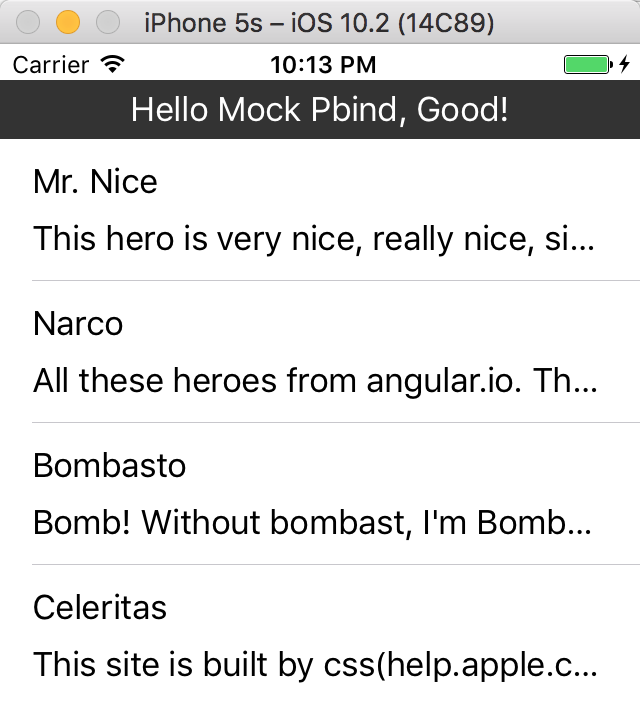 iPhone 5s – iOS 10.2 (14C89)
Carrier 10:13 PM
Hello Mock Pbind, Good!
Mr. Nice
This hero is very nice, really nice, si...
Narco
All these heroes from angular.io. Th...
Bombasto
Bomb! Without bombast, I'm Bomb...
Celeritas
This site is built by css(help.apple.c...